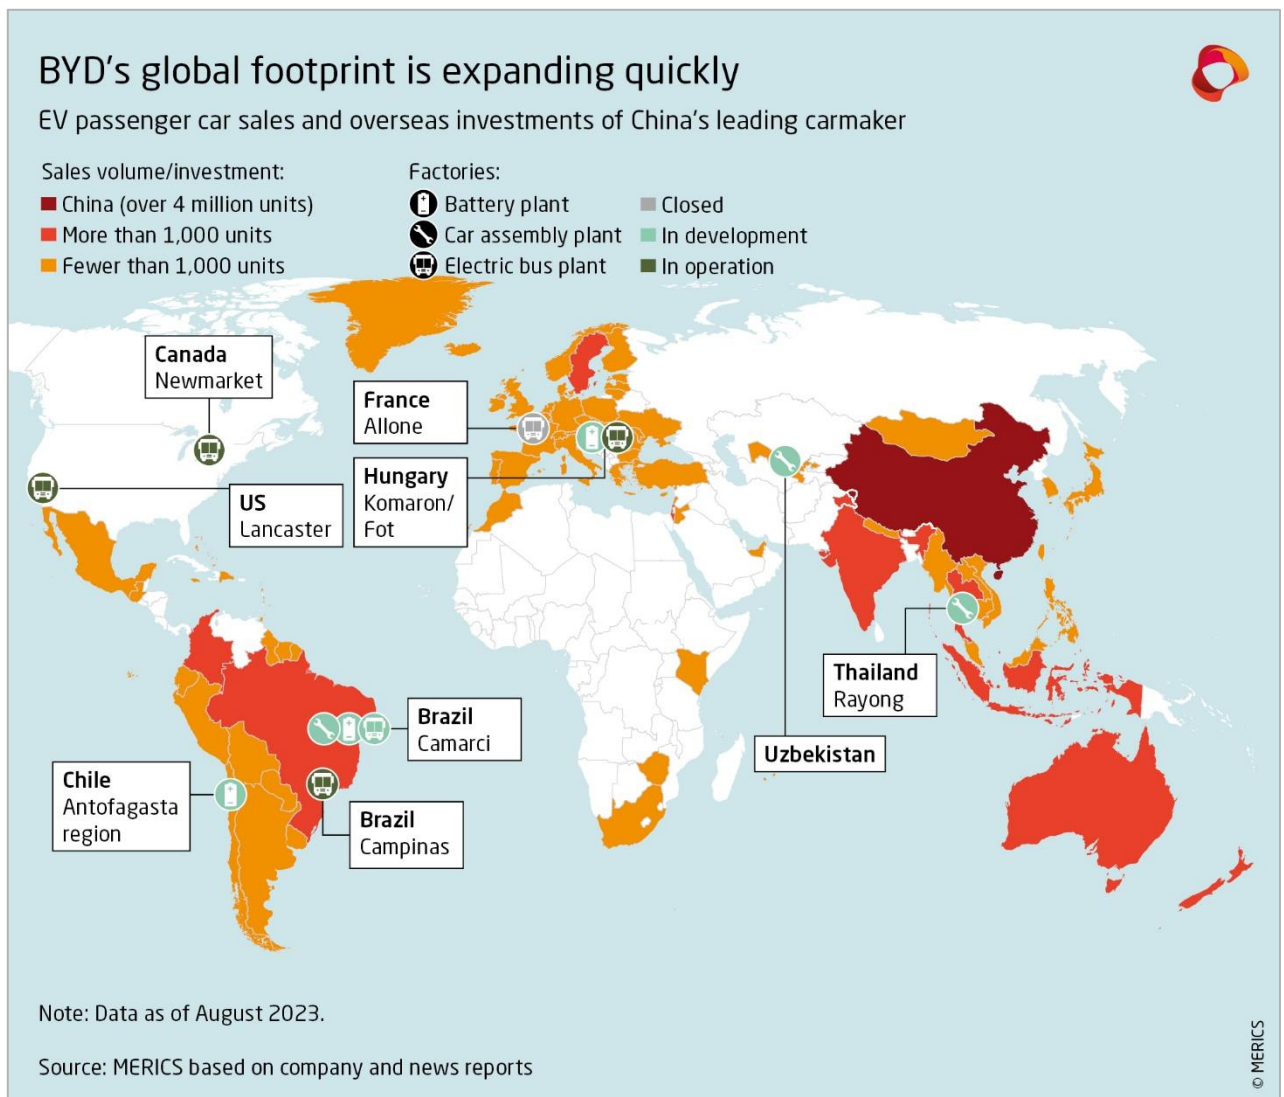 BYD's global footprint is expanding quickly
EV passenger car sales and overseas investments of China's leading carmaker
Sales volume/investment:
China (over 4 million units)
More than 1,000 units
Fewer than 1,000 units
Factories:
Battery plant
Car assembly plant
Electric bus plant
Closed
In development
In operation
Canada
Newmarket
France
Allone
US
Lancaster
Hungary
Komaron/
Fot
Thailand
Rayong
Brazil
Camarci
Uzbekistan
Chile
Antofagasta
region
Brazil
Campinas
Note: Data as of August 2023.
Source: MERICS based on company and news reports
© MERICS